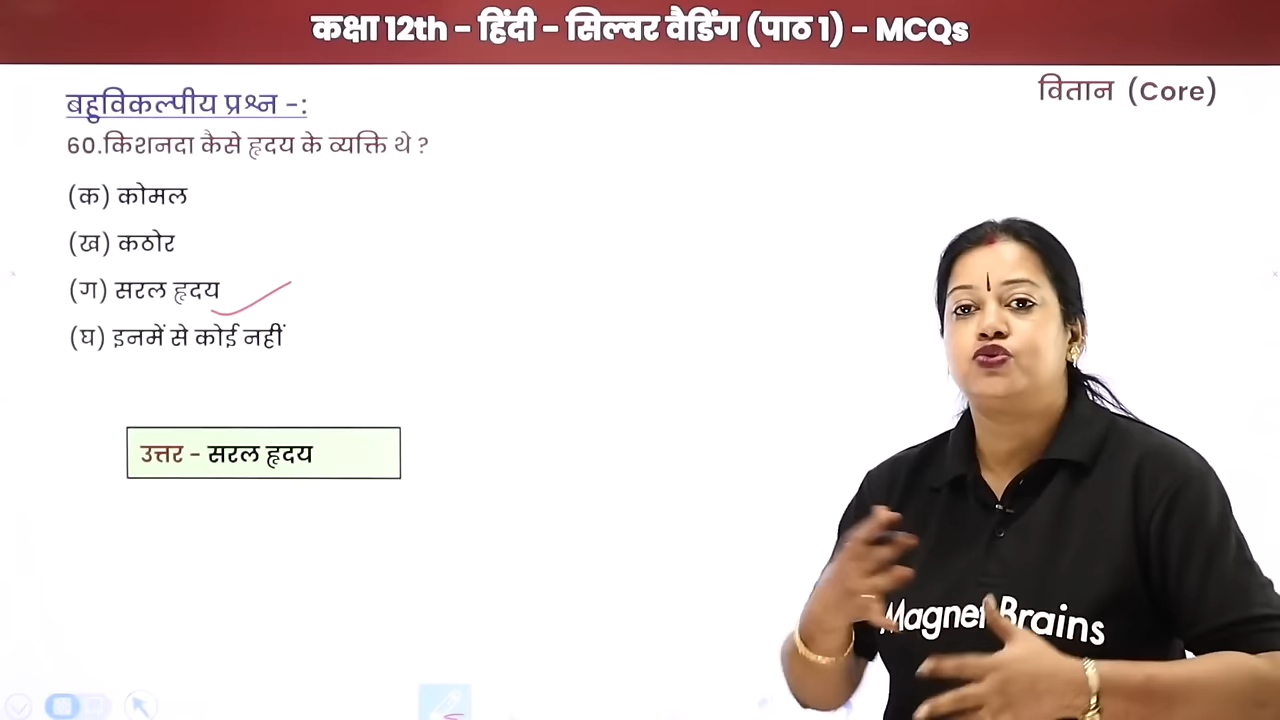 कक्षा 12th - हिंदी - सिल्वर वैडिंग (पाठ 1) - MCQs
वितान (Core)
बहुविकल्पीय प्रश्न -:
60.किशनदा कैसे हृदय के व्यक्ति थे ?
(क) कोमल
(ख) कठोर
(ग) सरल हृदय
(घ) इनमें से कोई नहीं
उत्तर - सरल हृदय
Magnet Brains